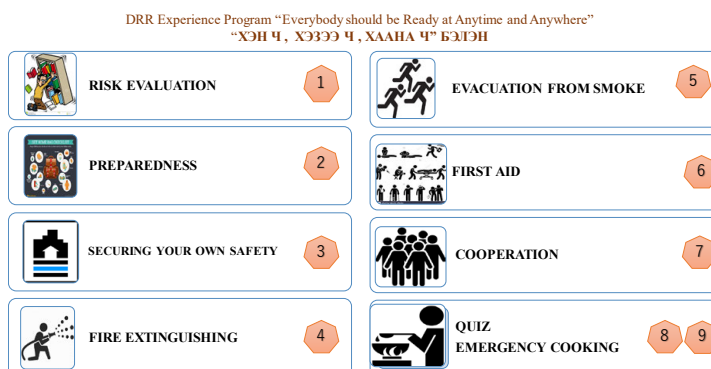 DRR Experience Program “Everybody should be Ready at Anytime and Anywhere”
“ХЭН Ч , ХЭЗЭЭ Ч , ХААНА Ч” БЭЛЭН
RISK EVALUATION
1
PREPAREDNESS
2
SECURING YOUR OWN SAFETY
3
FIRE EXTINGUISHING
4
EVACUATION FROM SMOKE
5
FIRST AID
6
COOPERATION
7
QUIZ
EMERGENCY COOKING
8 9